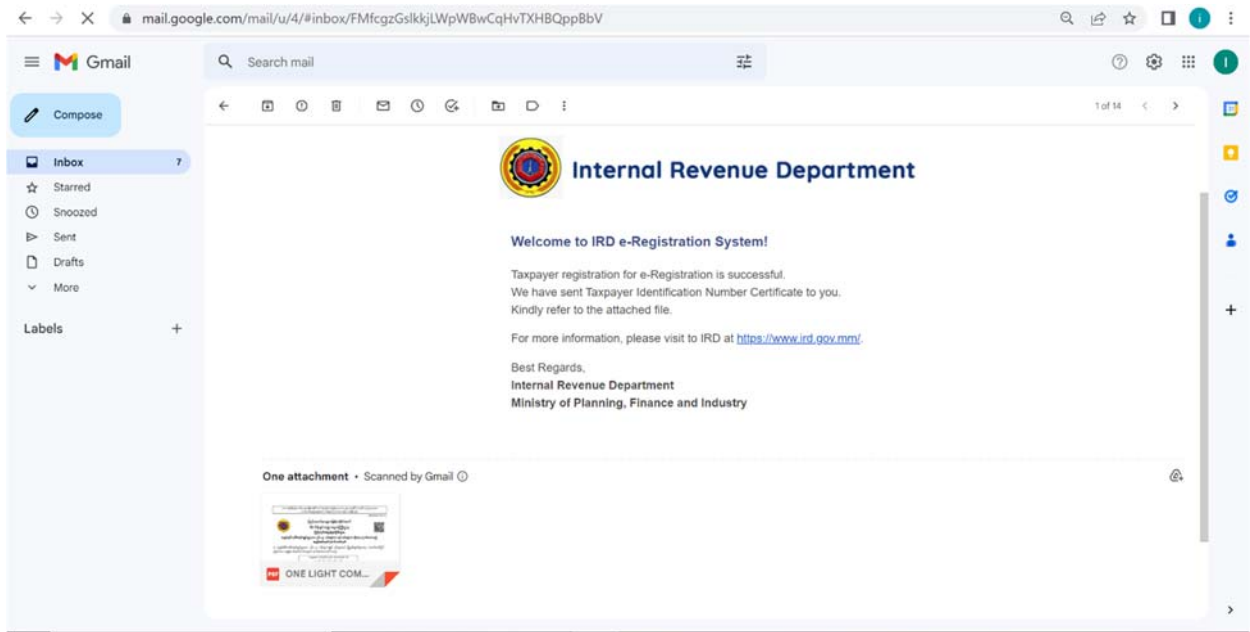 mail.google.com/mail/u/4/#inbox/FMfcgzGslkkjLWpWBwCqHvTXHBQppBbV
I
Gmail
Search mail
I
Compose
1 of 14
Inbox 7
Starred
Snoozed
Sent
Drafts
More
Labels +
Internal Revenue Department
Welcome to IRD e-Registration System!
Taxpayer registration for e-Registration is successful.
We have sent Taxpayer Identification Number Certificate to you.
Kindly refer to the attached file.
For more information, please visit to IRD at https://www.ird.gov.mm/.
Best Regards,
Internal Revenue Department
Ministry of Planning, Finance and Industry
One attachment • Scanned by Gmail
PDF ONE LIGHT COM...